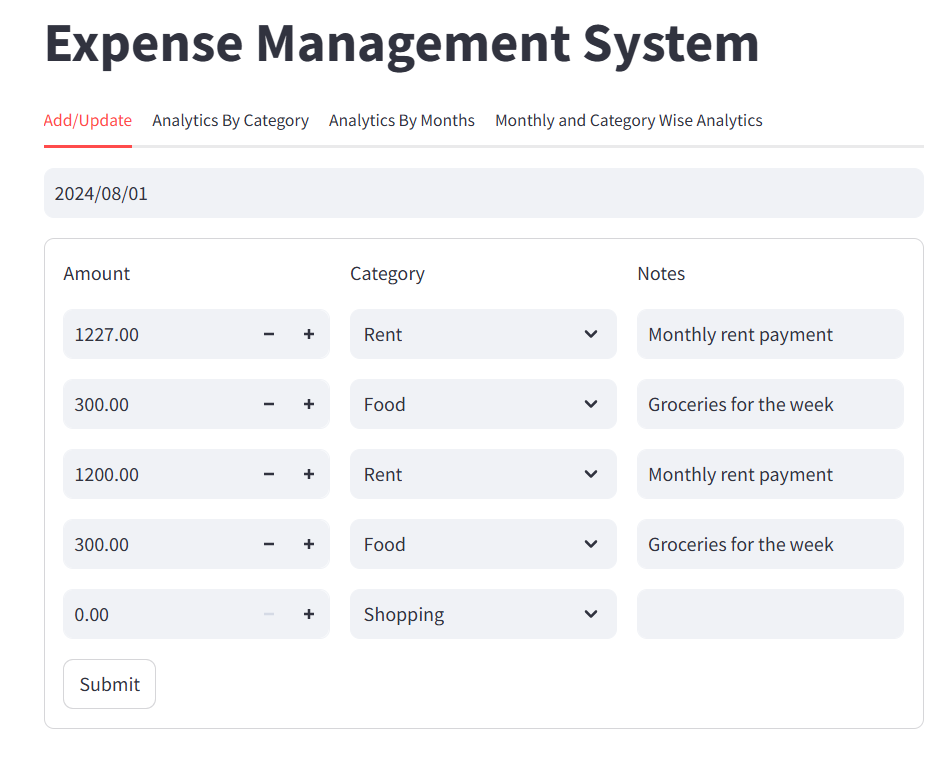 Expense Management System
Add/Update Analytics By Category Analytics By Months Monthly and Category Wise Analytics
2024/08/01
Amount Category Notes
1227.00 Rent Monthly rent payment
300.00 Food Groceries for the week
1200.00 Rent Monthly rent payment
300.00 Food Groceries for the week
0.00 Shopping
Submit